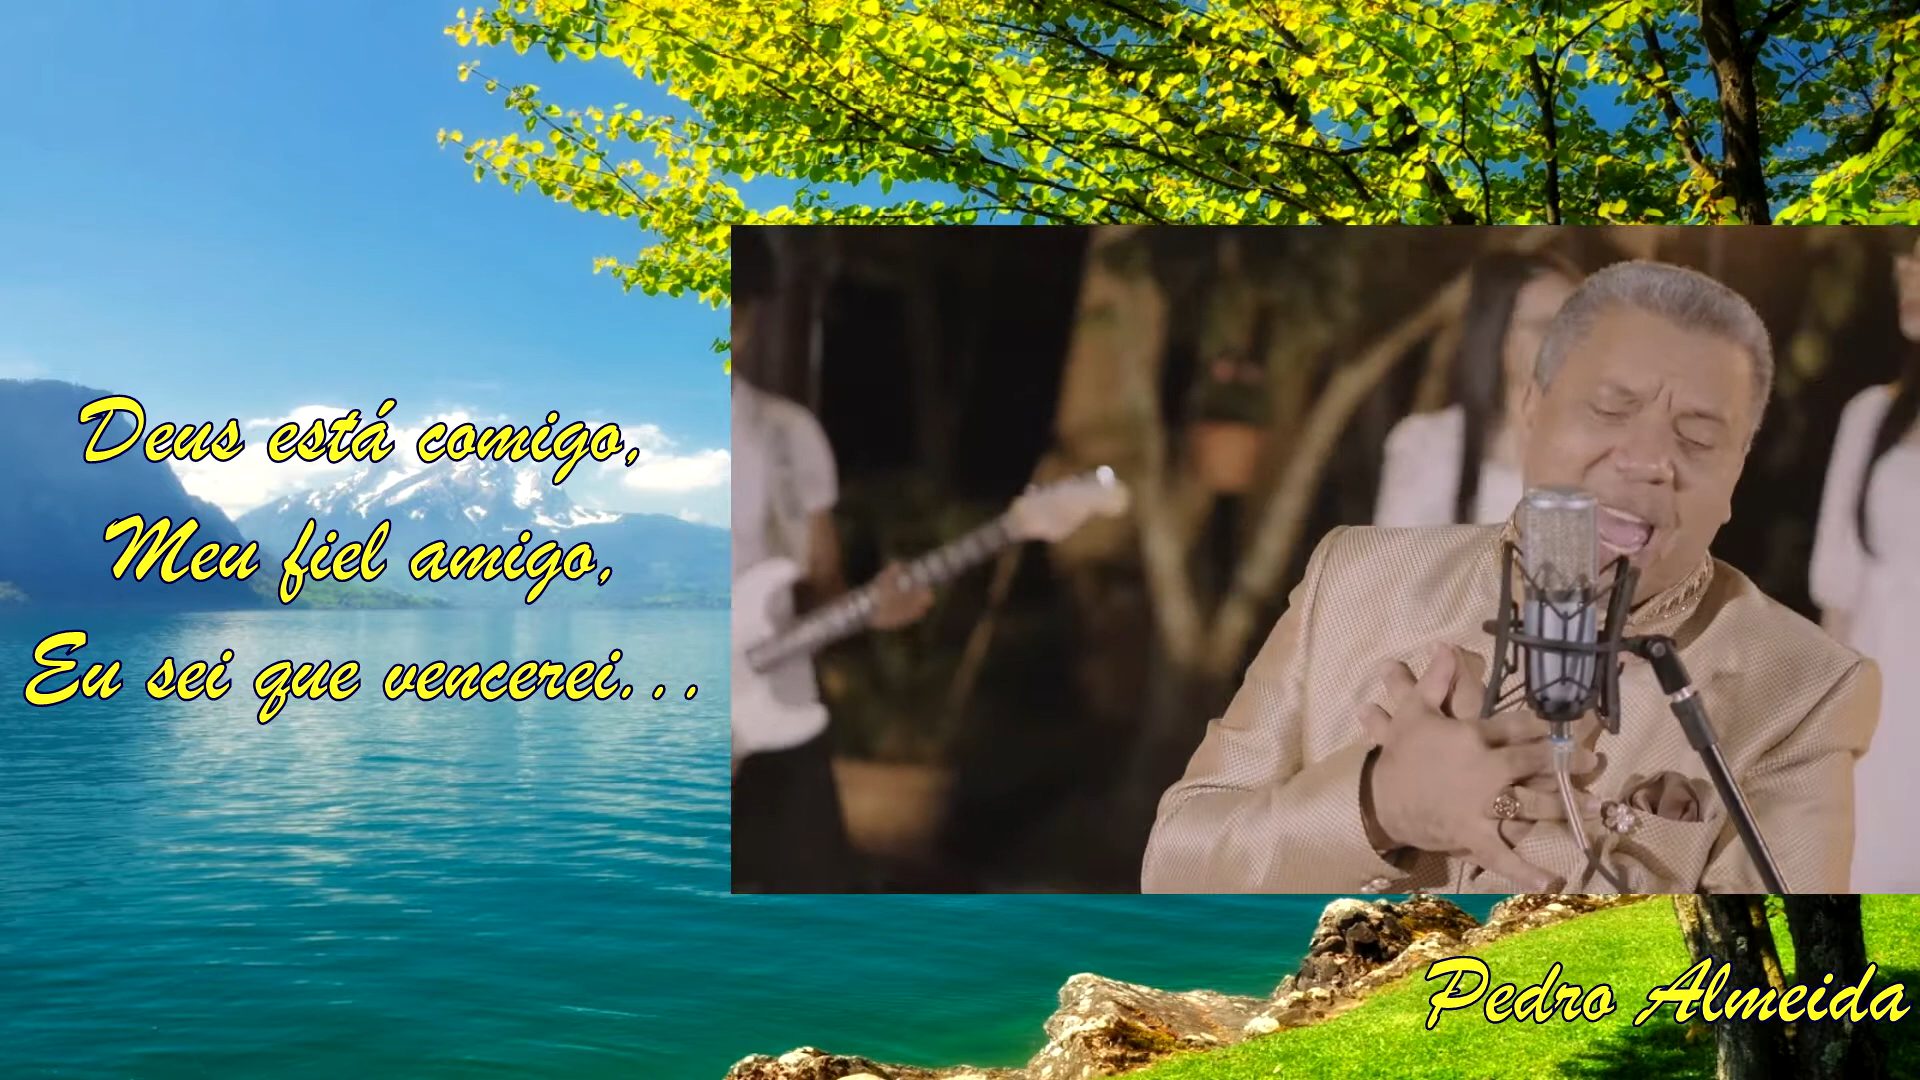 Deus está comigo,
Meu fiel amigo,
Eu sei que vencerei...
Pedro Almeida